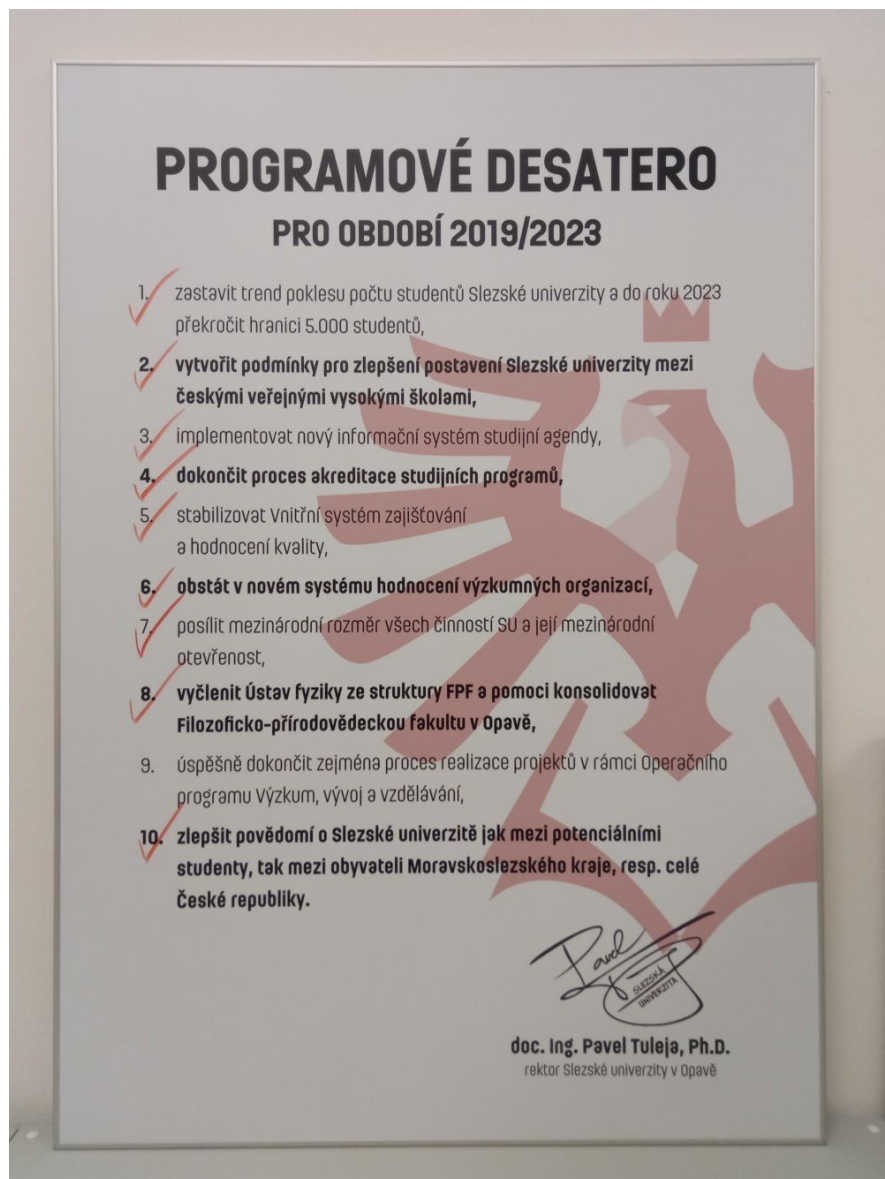 PROGRAMOVÉ DESATERO
PRO OBDOBÍ 2019/2023
1. zastavit trend poklesu počtu studentů Slezské univerzity a do roku 2023
překročit hranici 5.000 studentů,
2. vytvořit podmínky pro zlepšení postavení Slezské univerzity mezi
českými veřejnými vysokými školami,
3. implementovat nový informační systém studijní agendy,
4. dokončit proces akreditace studijních programů,
5. stabilizovat Vnitřní systém zajišťování
a hodnocení kvality,
6. obstát v novém systému hodnocení výzkumných organizací,
7. posílit mezinárodní rozměr všech činností SU a její mezinárodní
otevřenost,
8. vyčlenit Ústav fyziky ze struktury FPF a pomoci konsolidovat
Filozoficko-přírodovědeckou fakultu v Opavě,
9. úspěšně dokončit zejména proces realizace projektů v rámci Operačního
programu Výzkum, vývoj a vzdělávání,
10. zlepšit povědomí o Slezské univerzitě jak mezi potenciálními
studenty, tak mezi obyvateli Moravskoslezského kraje, resp. celé
České republiky.
Pavel
SLEZSKÁ
UNIVERZITA
doc. Ing. Pavel Tuleja, Ph.D.
rektor Slezské univerzity v Opavě